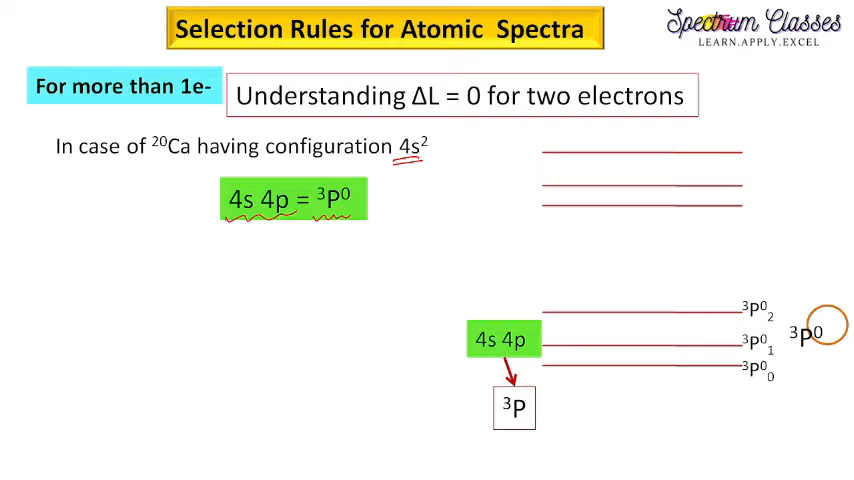 Spectrum Classes
LEARN.APPLY.EXCEL
Selection Rules for Atomic Spectra
For more than 1e-
Understanding ΔL = 0 for two electrons
In case of ²⁰Ca having configuration 4s²
4s 4p = ³P⁰
³P⁰₂
4s 4p
³P⁰₁
³P⁰
³P⁰₀
³P